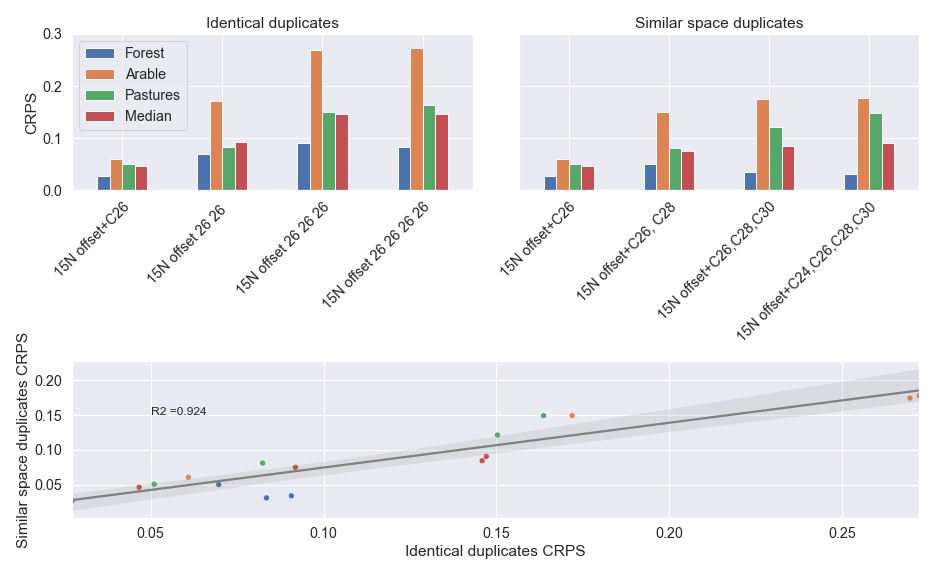 Identical duplicates
Similar space duplicates
CRPS
0.3
0.2
0.1
0.0
Forest
Arable
Pastures
Median
15N offset+C26
15N offset 26 26
15N offset 26 26 26
15N offset 26 26 26 26
15N offset+C26
15N offset+C26, C28
15N offset+C26,C28,C30
15N offset+C24,C26,C28,C30
Similar space duplicates CRPS
0.20
0.15
0.10
0.05
R2 =0.924
0.05 0.10 0.15 0.20 0.25
Identical duplicates CRPS